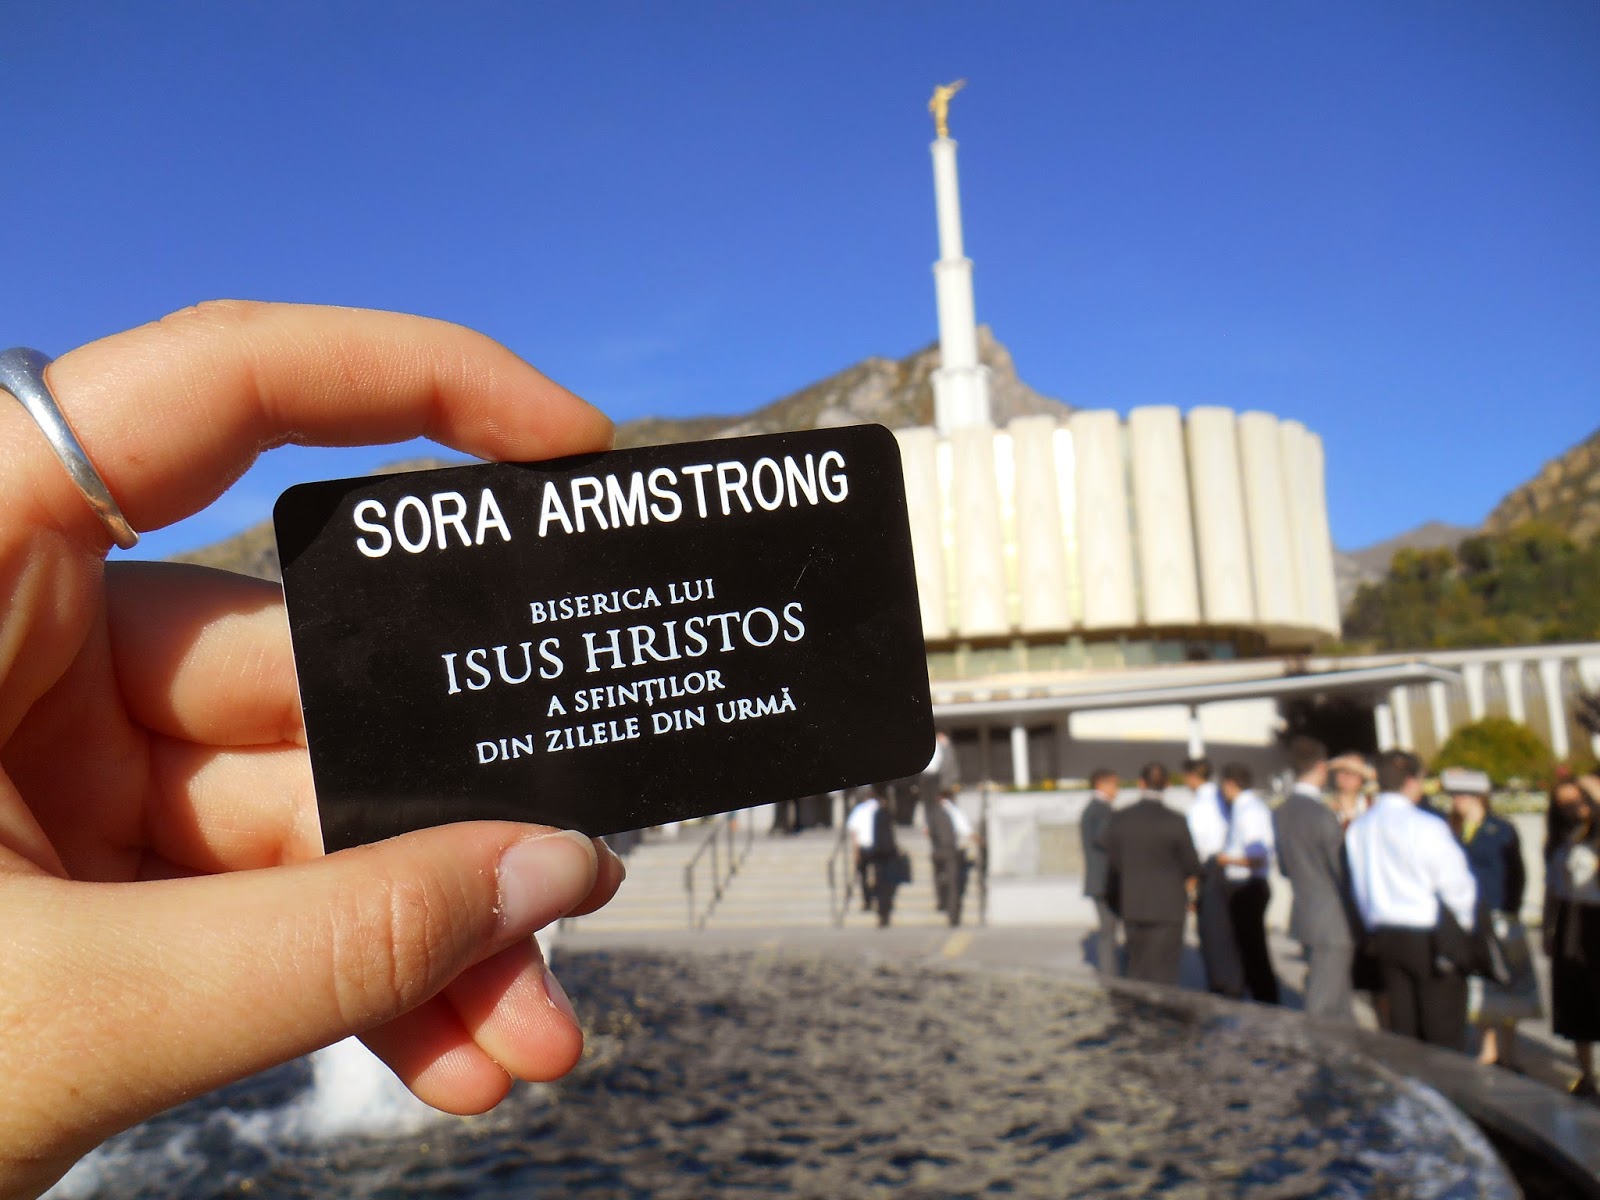 SORA ARMSTRONG
BISERICA LUI
ISUS HRISTOS
A SFINȚILOR
DIN ZILELE DIN URMĂ